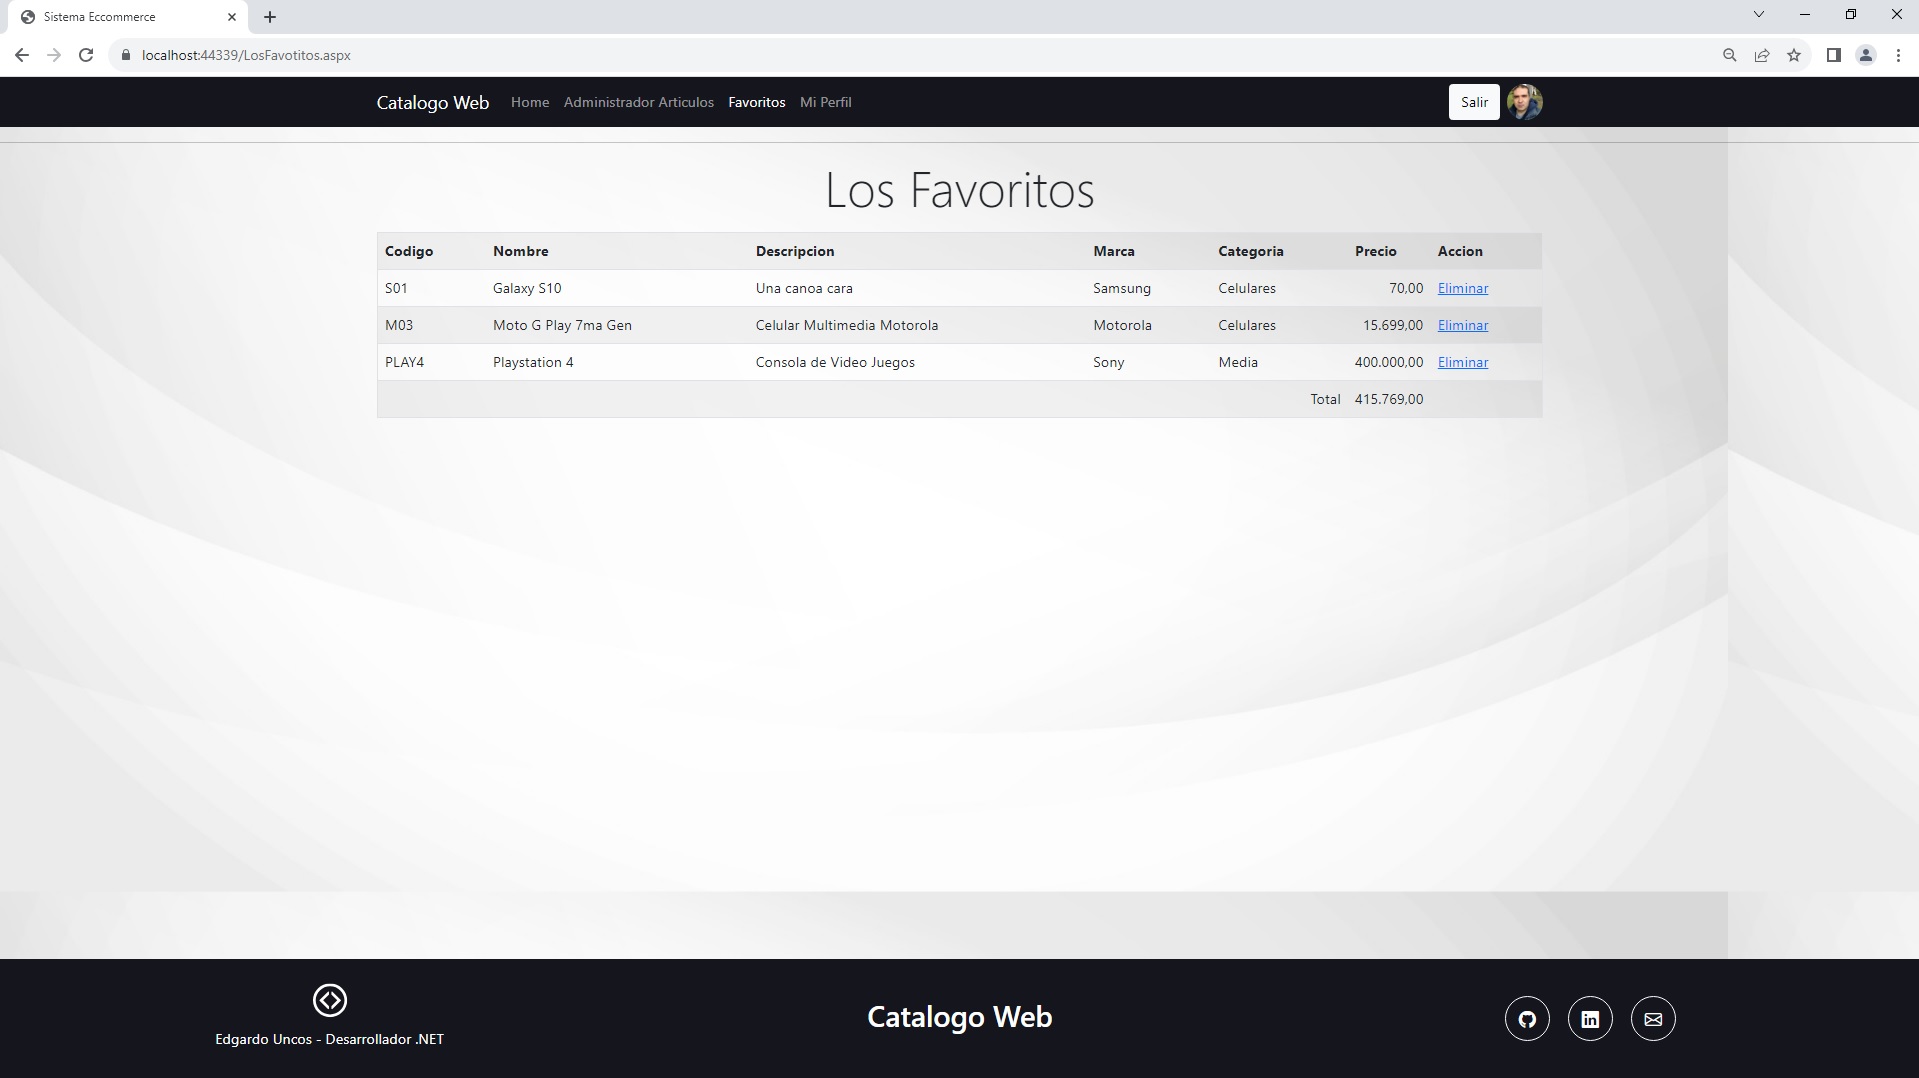 Sistema Eccommerce
localhost:44339/LosFavotitos.aspx
Catalogo Web Home Administrador Articulos Favoritos Mi Perfil Salir
Los Favoritos
Codigo Nombre Descripcion Marca Categoria Precio Accion
S01 Galaxy S10 Una canoa cara Samsung Celulares 70,00 Eliminar
M03 Moto G Play 7ma Gen Celular Multimedia Motorola Motorola Celulares 15.699,00 Eliminar
PLAY4 Playstation 4 Consola de Video Juegos Sony Media 400.000,00 Eliminar
Total 415.769,00
Catalogo Web
Edgardo Uncos - Desarrollador .NET